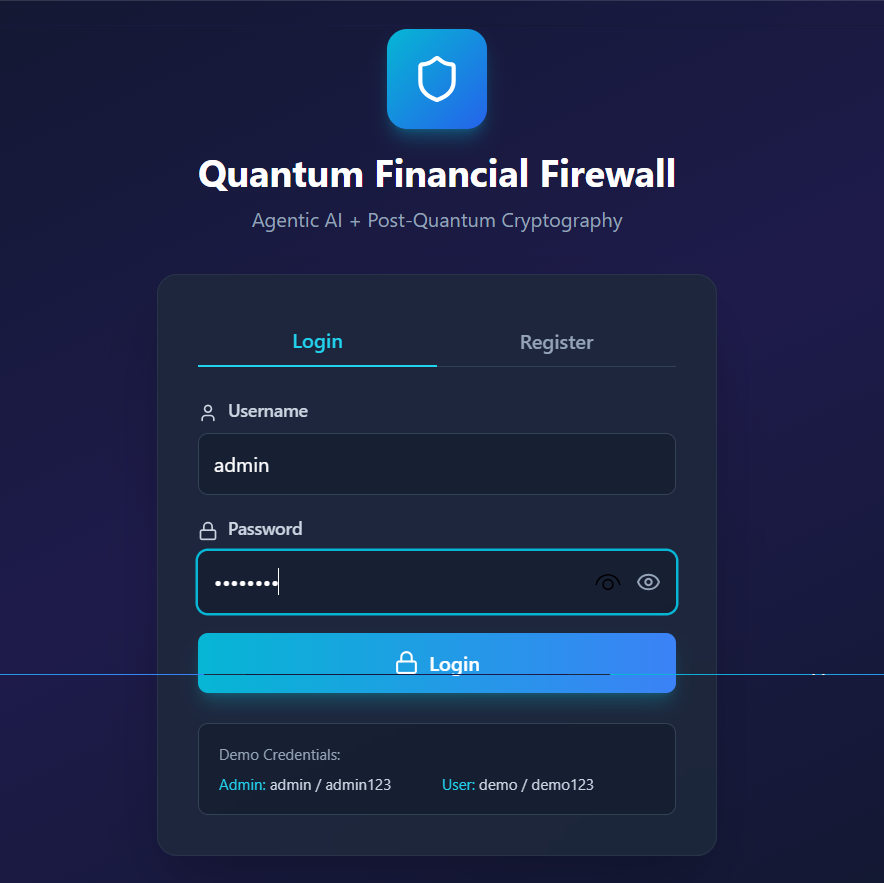 Quantum Financial Firewall
Agentic AI + Post-Quantum Cryptography
Login Register
Username
admin
Password
••••••••
Login
Demo Credentials:
Admin: admin / admin123 User: demo / demo123